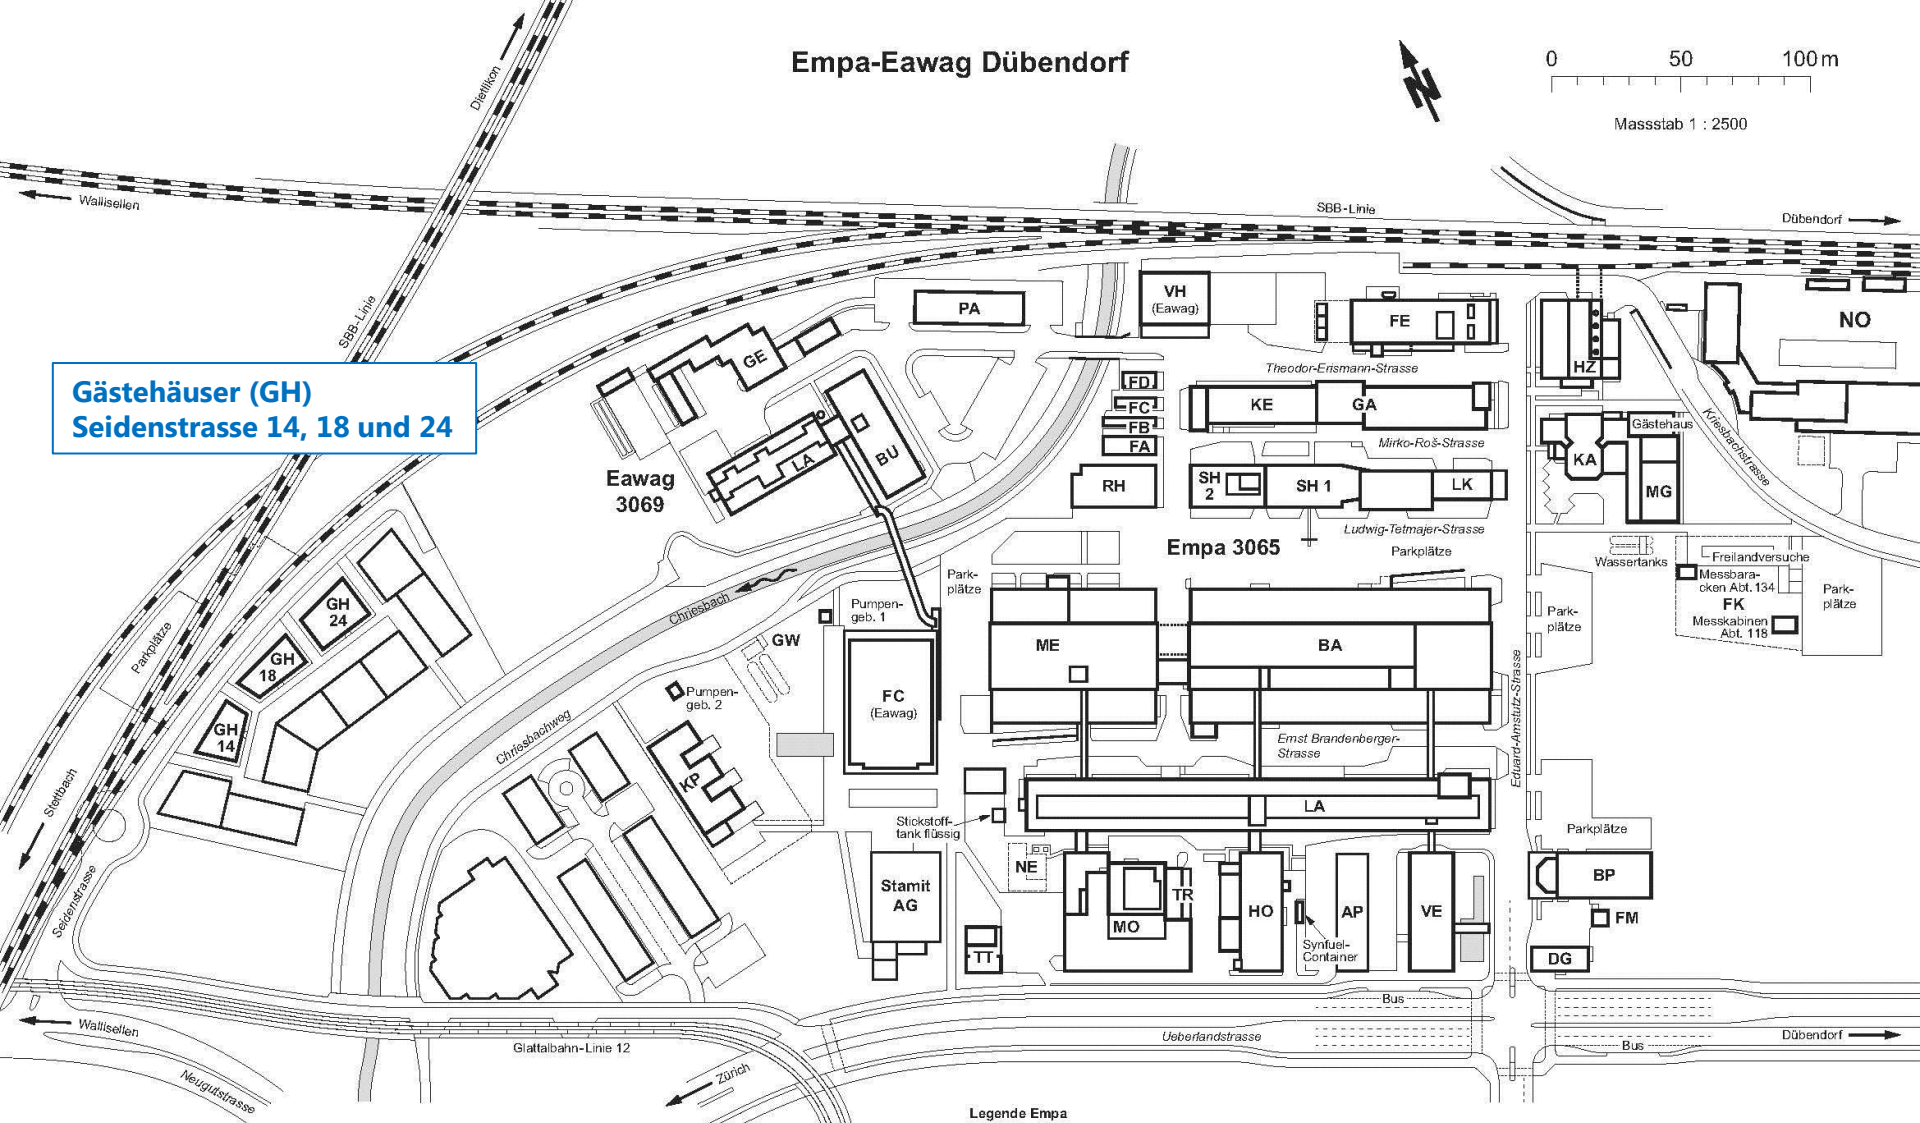 Empa-Eawag Dübendorf
0 50 100 m
Massstab 1 : 2500
N
Dietlikon
Wallisellen
SBB-Linie
Dübendorf
SBB-Linie
Gästehäuser (GH)
Seidenstrasse 14, 18 und 24
PA
VH
(Eawag)
FE
HZ
NO
GE
Theodor-Erismann-Strasse
FD
FC
FB
FA
KE
GA
Mirko-Roš-Strasse
Gästehaus
Kriesbachstrasse
KA
MG
LA
BU
Eawag
3069
RH
SH
2
SH 1
LK
Ludwig-Tetmajer-Strasse
Empa 3065
Parkplätze
Wassertanks
Freilandversuche
Messbara-
cken Abt. 134
FK
Messkabinen
Abt. 118
Park-
plätze
Park-
plätze
Park-
plätze
Chriesbach
Pumpen-
geb. 1
GW
GH
24
GH
18
GH
14
Parkplätze
ME
BA
FC
(Eawag)
Pumpen-
geb. 2
KP
Chriesbachweg
Ernst Brandenberger-
Strasse
Eduard-Amstutz-Strasse
Stettbach
Seidenstrasse
LA
Stickstoff-
tank flüssig
Parkplätze
NE
Stamit
AG
TT
MO
TR
HO
Synfuel-
Container
AP
VE
BP
FM
DG
Bus
Wallisellen
Glattalbahn-Linie 12
Ueberlandstrasse
Bus
Dübendorf
Neugutstrasse
Zürich
Legende Empa